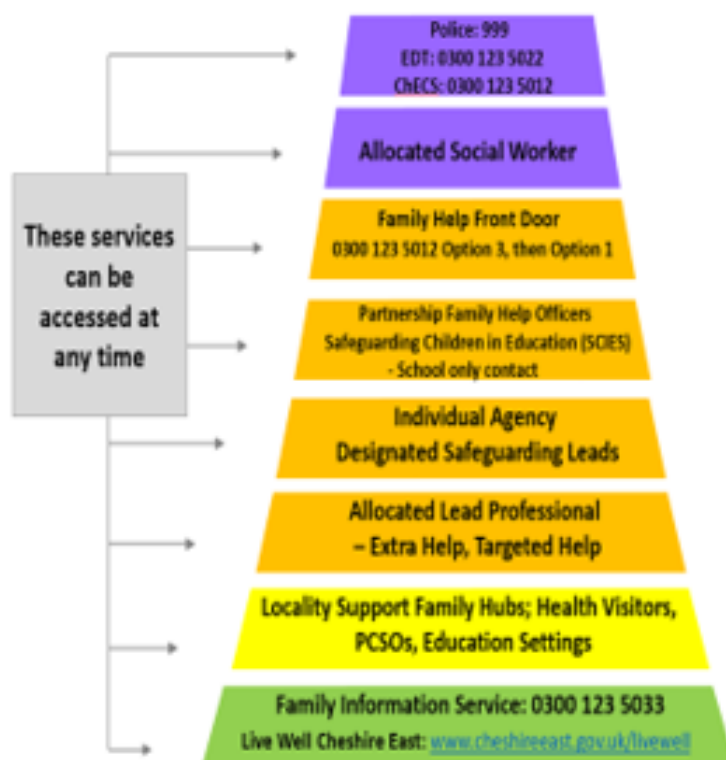 Police: 999
EDT: 0300 123 5022
ChECS: 0300 123 5012
Allocated Social Worker
These services
can be
accessed at
any time
Family Help Front Door
0300 123 5012 Option 3, then Option 1
Partnership Family Help Officers
Safeguarding Children in Education (SCIES)
- School only contact
Individual Agency
Designated Safeguarding Leads
Allocated Lead Professional
– Extra Help, Targeted Help
Locality Support Family Hubs; Health Visitors,
PCSOs, Education Settings
Family Information Service: 0300 123 5033
Live Well Cheshire East: www.cheshireeast.gov.uk/livewell